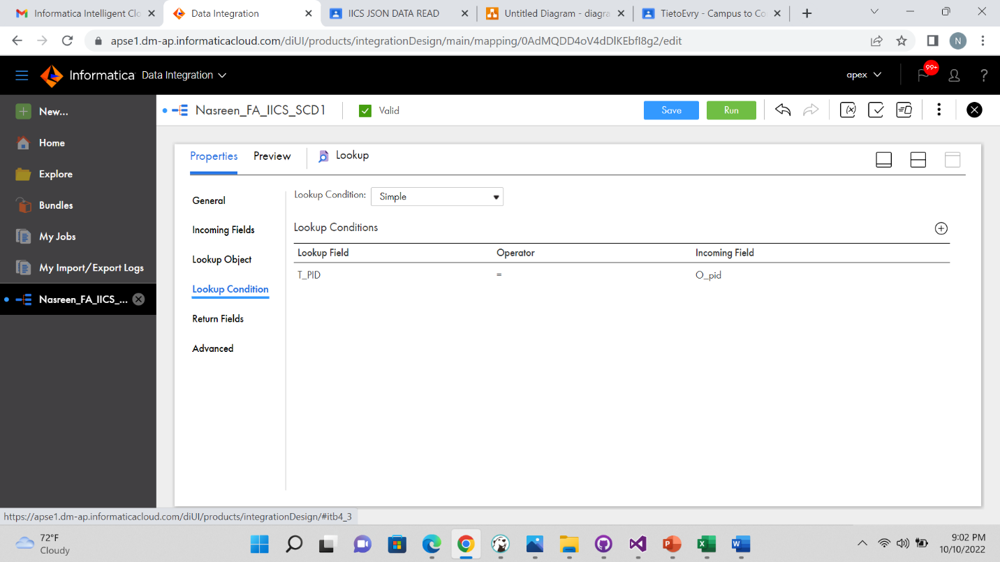 Informatica Intelligent Clo
Data Integration
IICS JSON DATA READ
Untitled Diagram - diagra
TietoEvry - Campus to Co
apse1.dm-ap.informaticacloud.com/diUI/products/integrationDesign/main/mapping/0AdMQDD4oV4dDlKEbfI8g2/edit
N
Informatica Data Integration
apex
99+
?
New...
Nasreen_FA_IICS_SCD1
Valid
Save
Run
Home
Explore
Bundles
My Jobs
My Import/Export Logs
Nasreen_FA_IICS_...
Properties
Preview
Lookup
General
Incoming Fields
Lookup Object
Lookup Condition
Return Fields
Advanced
Lookup Condition:
Simple
Lookup Conditions
Lookup Field
Operator
Incoming Field
T_PID
=
O_pid
https://apse1.dm-ap.informaticacloud.com/diUI/products/integrationDesign/#itb4_3
72°F
Cloudy
9:02 PM
10/10/2022